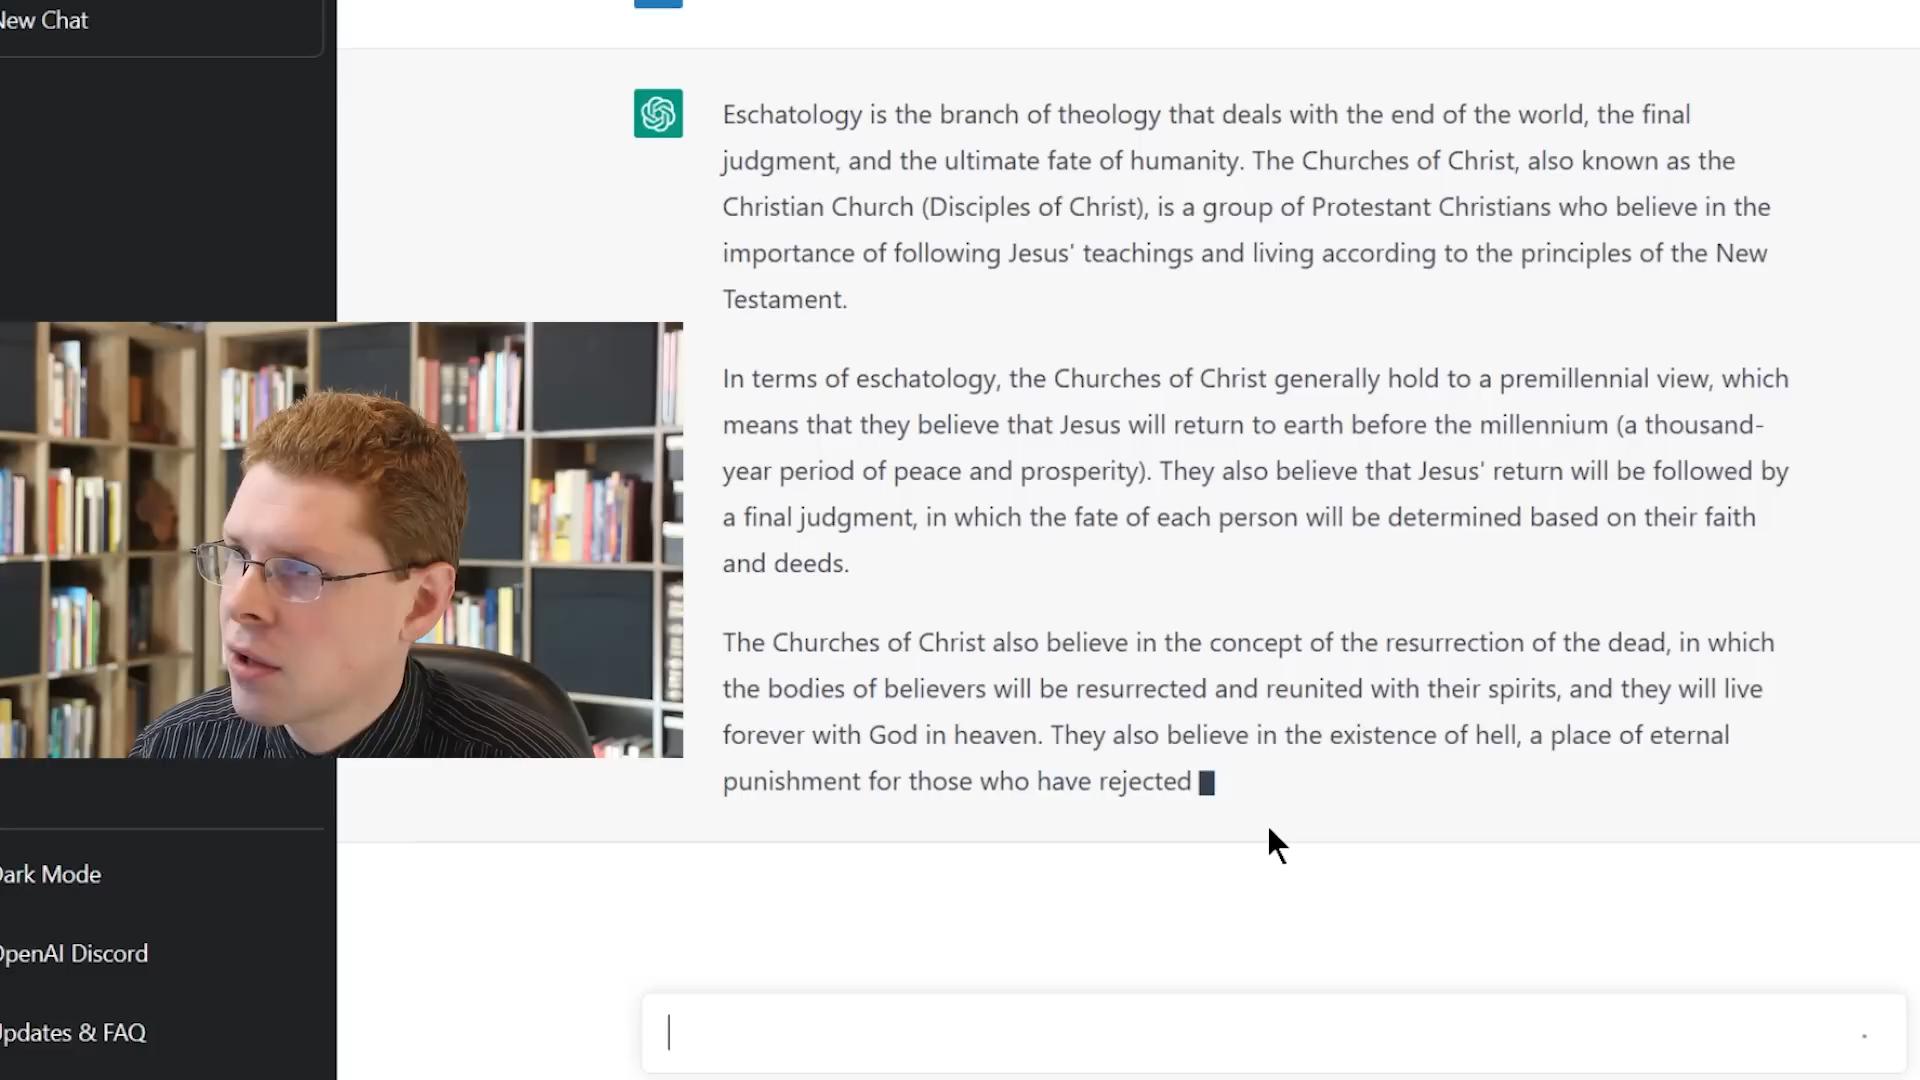 New Chat
Eschatology is the branch of theology that deals with the end of the world, the final
judgment, and the ultimate fate of humanity. The Churches of Christ, also known as the
Christian Church (Disciples of Christ), is a group of Protestant Christians who believe in the
importance of following Jesus' teachings and living according to the principles of the New
Testament.
In terms of eschatology, the Churches of Christ generally hold to a premillennial view, which
means that they believe that Jesus will return to earth before the millennium (a thousand-
year period of peace and prosperity). They also believe that Jesus' return will be followed by
a final judgment, in which the fate of each person will be determined based on their faith
and deeds.
The Churches of Christ also believe in the concept of the resurrection of the dead, in which
the bodies of believers will be resurrected and reunited with their spirits, and they will live
forever with God in heaven. They also believe in the existence of hell, a place of eternal
punishment for those who have rejected
Dark Mode
OpenAI Discord
Updates & FAQ